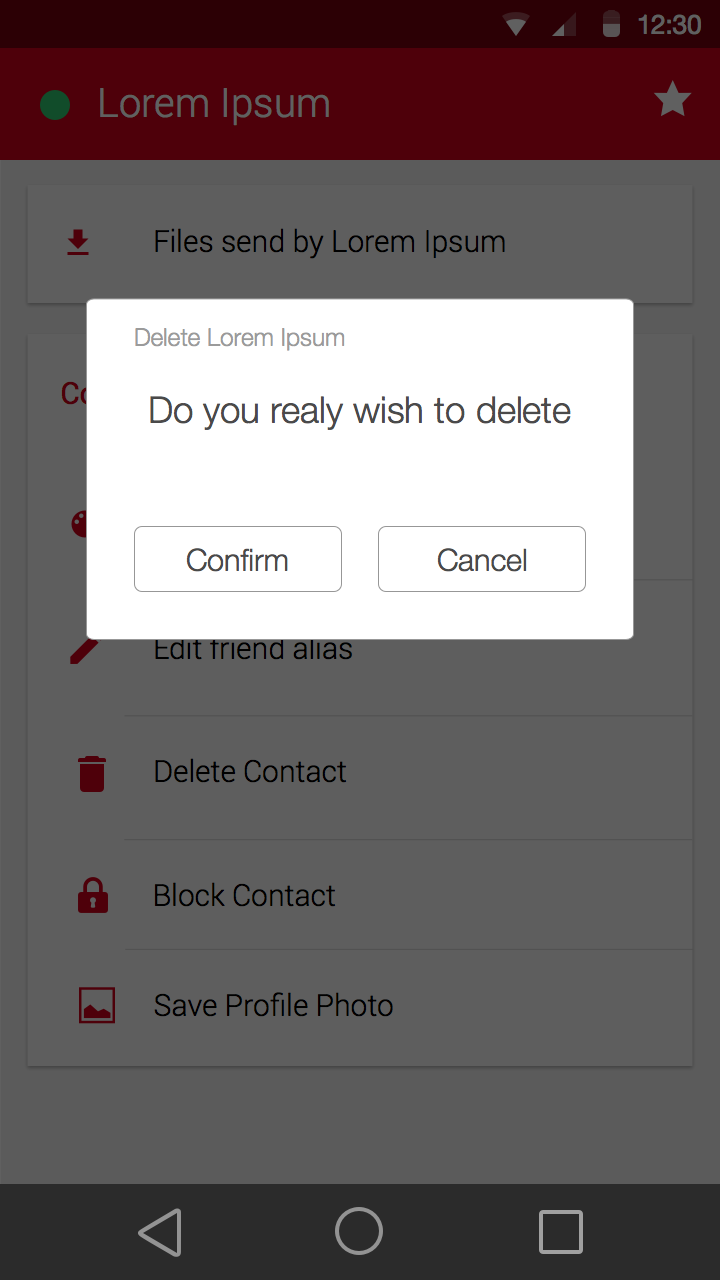 12:30
Lorem Ipsum
Files send by Lorem Ipsum
Delete Lorem Ipsum
Do you realy wish to delete
Confirm
Cancel
Edit friend alias
Delete Contact
Block Contact
Save Profile Photo